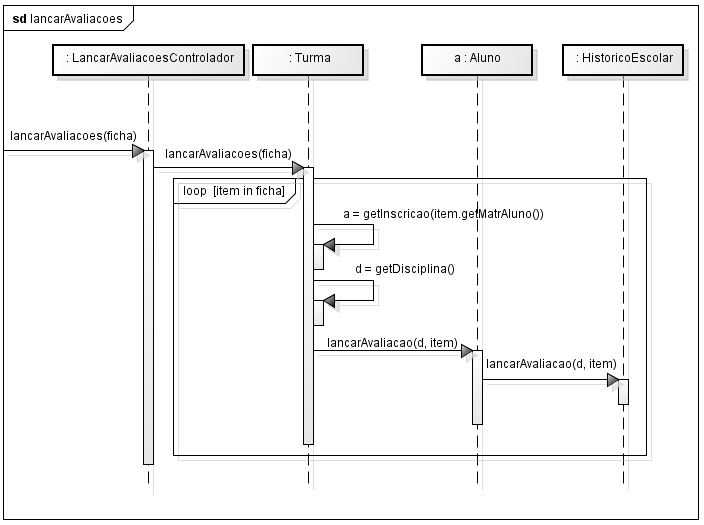 sd lancarAvaliacoes
: LancarAvaliacoesControlador
: Turma
a : Aluno
: HistoricoEscolar
lancarAvaliacoes(ficha)
lancarAvaliacoes(ficha)
loop [item in ficha]
a = getInscricao(item.getMatrAluno())
d = getDisciplina()
lancarAvaliacao(d, item)
lancarAvaliacao(d, item)